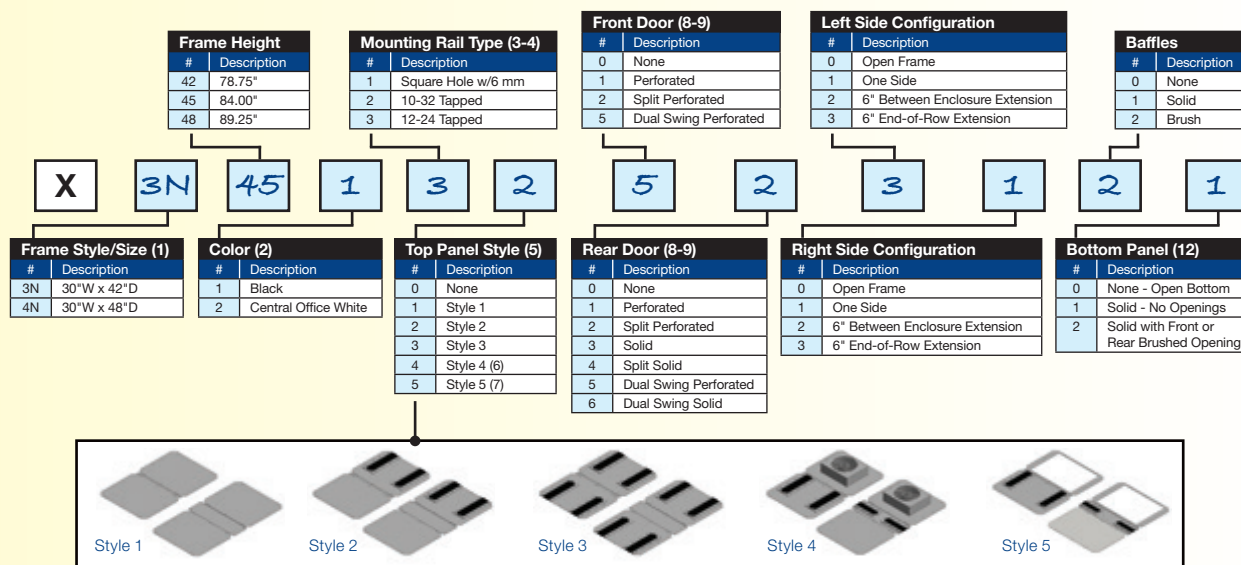 Frame Height
# Description
42 78.75"
45 84.00"
48 89.25"
Mounting Rail Type (3-4)
# Description
1 Square Hole w/6 mm
2 10-32 Tapped
3 12-24 Tapped
Front Door (8-9)
# Description
0 None
1 Perforated
2 Split Perforated
5 Dual Swing Perforated
Left Side Configuration
# Description
0 Open Frame
1 One Side
2 6" Between Enclosure Extension
3 6" End-of-Row Extension
Baffles
# Description
0 None
1 Solid
2 Brush
X 3N 45 1 3 2 5 2 3 1 2 1
Frame Style/Size (1)
# Description
3N 30"W x 42"D
4N 30"W x 48"D
Color (2)
# Description
1 Black
2 Central Office White
Top Panel Style (5)
# Description
0 None
1 Style 1
2 Style 2
3 Style 3
4 Style 4 (6)
5 Style 5 (7)
Rear Door (8-9)
# Description
0 None
1 Perforated
2 Split Perforated
3 Solid
4 Split Solid
5 Dual Swing Perforated
6 Dual Swing Solid
Right Side Configuration
# Description
0 Open Frame
1 One Side
2 6" Between Enclosure Extension
3 6" End-of-Row Extension
Bottom Panel (12)
# Description
0 None - Open Bottom
1 Solid - No Openings
2 Solid with Front or
Rear Brushed Opening
Style 1 Style 2 Style 3 Style 4 Style 5